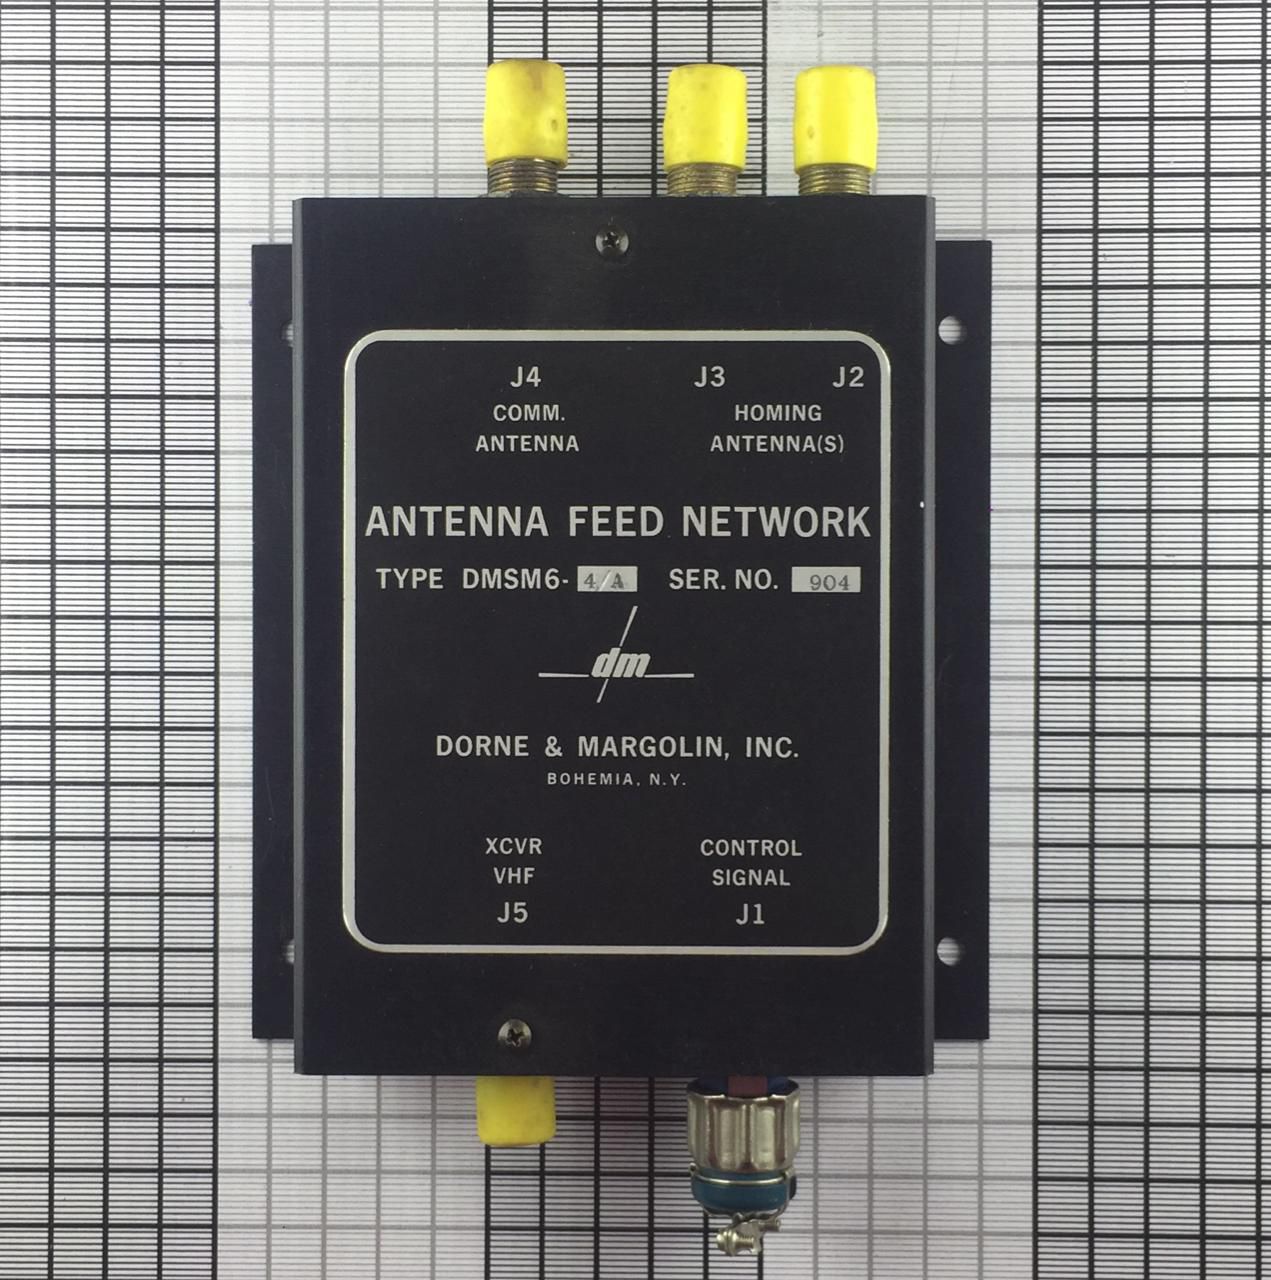 J4 J3 J2
COMM. HOMING
ANTENNA ANTENNA(S)
ANTENNA FEED NETWORK
TYPE DMSM6- 4/A SER. NO. 904
dm
DORNE & MARGOLIN, INC.
BOHEMIA, N.Y.
XCVR CONTROL
VHF SIGNAL
J5 J1